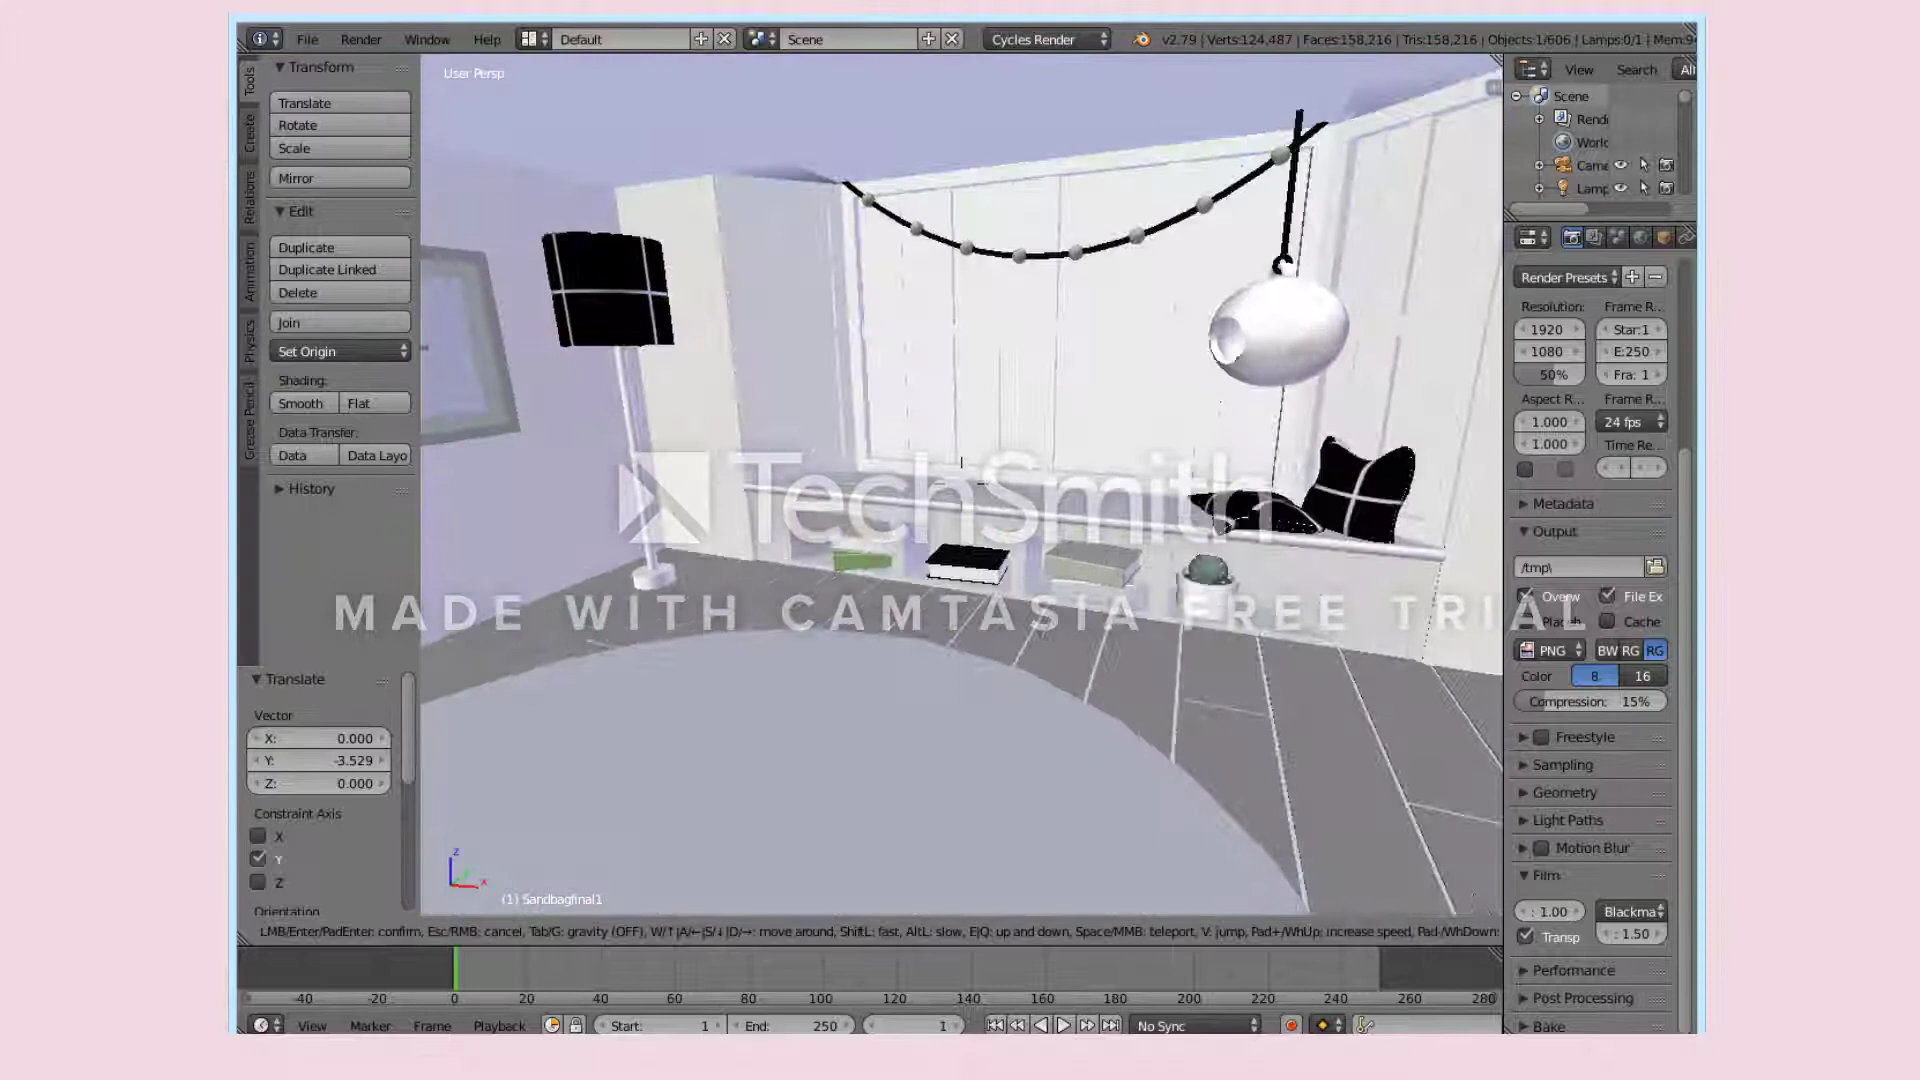 File Render Window Help Default Scene Cycles Render v2.79 | Verts:124,487 | Faces:158,216 | Tris:158,216 | Objects:1/606 | Lamps:0/1 | Mem:9
Tools
Create
Relations
Animation
Physics
Grease Pencil
Transform
Translate
Rotate
Scale
Mirror
Edit
Duplicate
Duplicate Linked
Delete
Join
Set Origin
Shading:
Smooth Flat
Data Transfer:
Data Data Layo
History
Translate
Vector
X: 0.000
Y: -3.529
Z: 0.000
Constraint Axis
X
Y
Z
Orientation
User Persp
TechSmith
MADE WITH CAMTASIA FREE TRIAL
z
x
(1) Sandbagfinal1
LMB/Enter/PadEnter: confirm, Esc/RMB: cancel, Tab/G: gravity (OFF), W/↑|A/←|S/↓|D/→: move around, ShiftL: fast, AltL: slow, E|Q: up and down, Space/MMB: teleport, V: jump, Pad+/WhUp: increase speed, Pad-/WhDown:
-40 -20 0 20 40 60 80 100 120 140 160 180 200 220 240 260 280
View Marker Frame Playback Start: 1 End: 250 1 No Sync
View Search All
Scene
Rend
World
Came
Lamp
Render Presets
Resolution: Frame R...
1920 Star:1
1080 E:250
50% Fra: 1
Aspect R... Frame R...
1.000 24 fps
1.000 Time Re...
Metadata
Output
/tmp\
Overw File Ex
Placeh Cache
PNG BW RG RG
Color 8 16
Compression: 15%
Freestyle
Sampling
Geometry
Light Paths
Motion Blur
Film
: 1.00 Blackma
Transp : 1.50
Performance
Post Processing
Bake